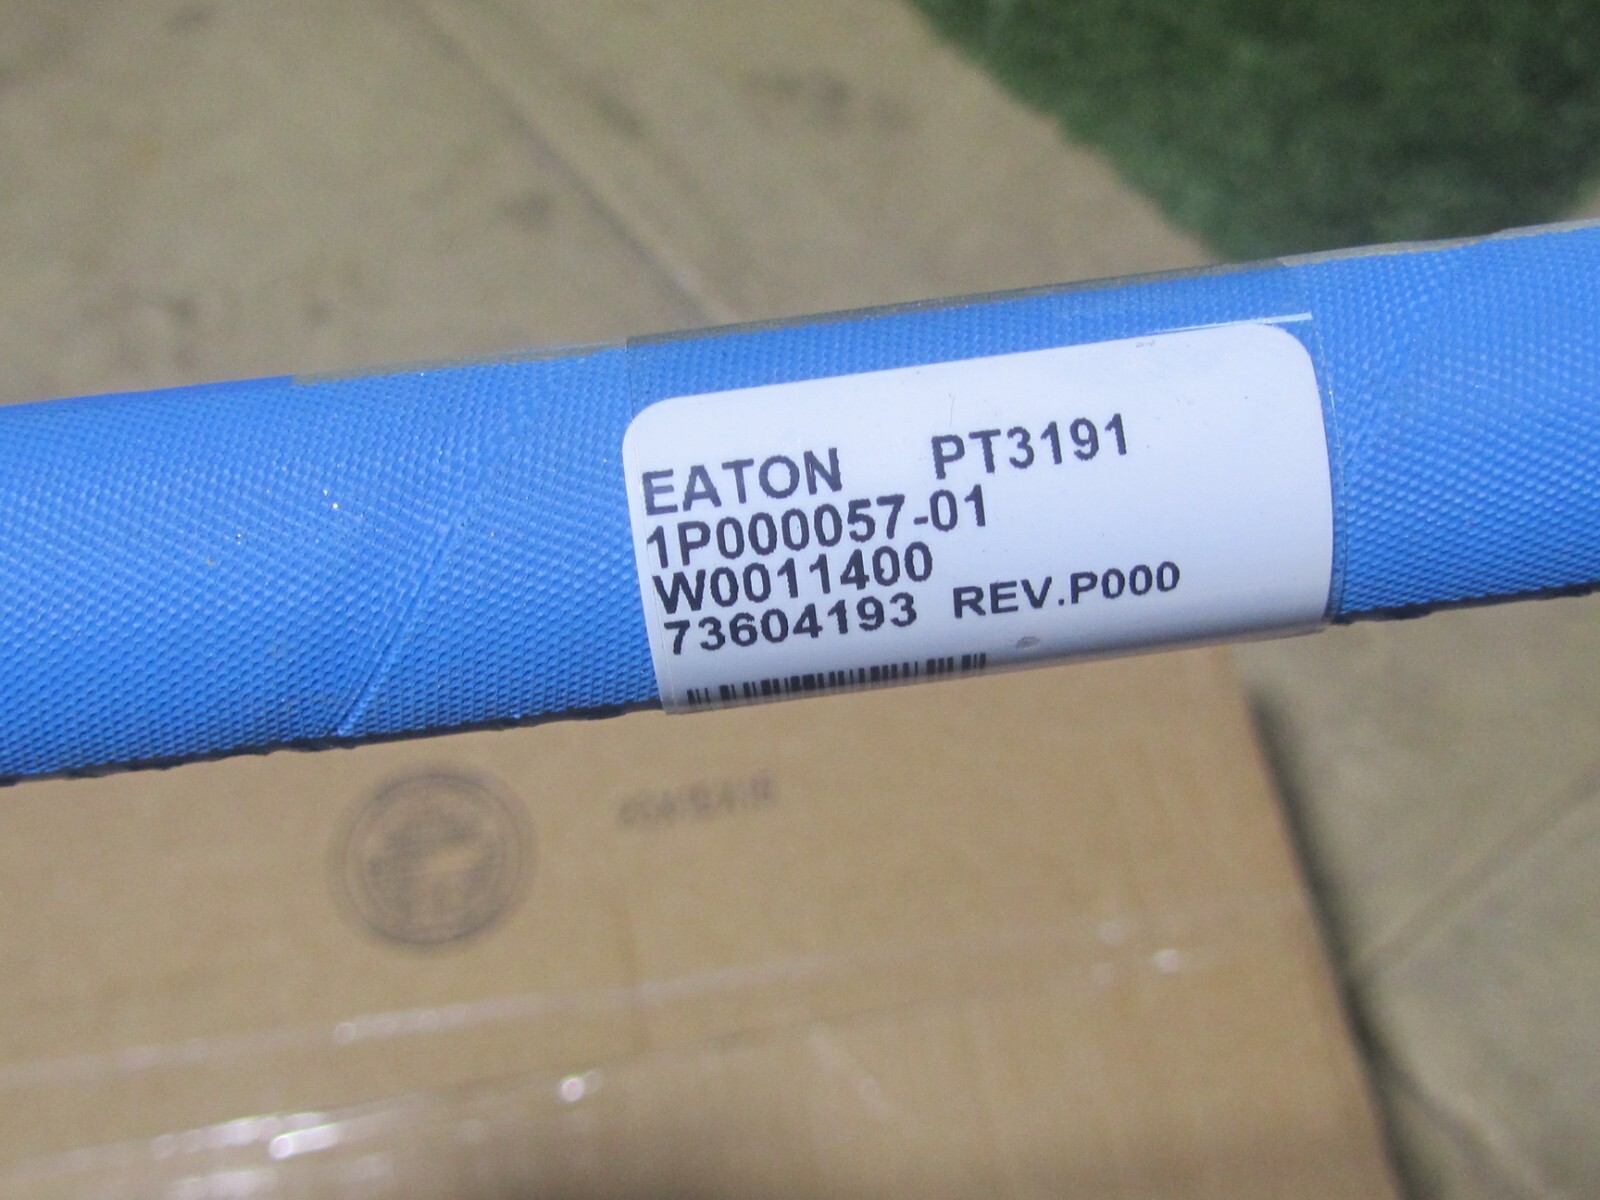 EATON PT3191
1P000057-01
W0011400
73604193 REV.P000